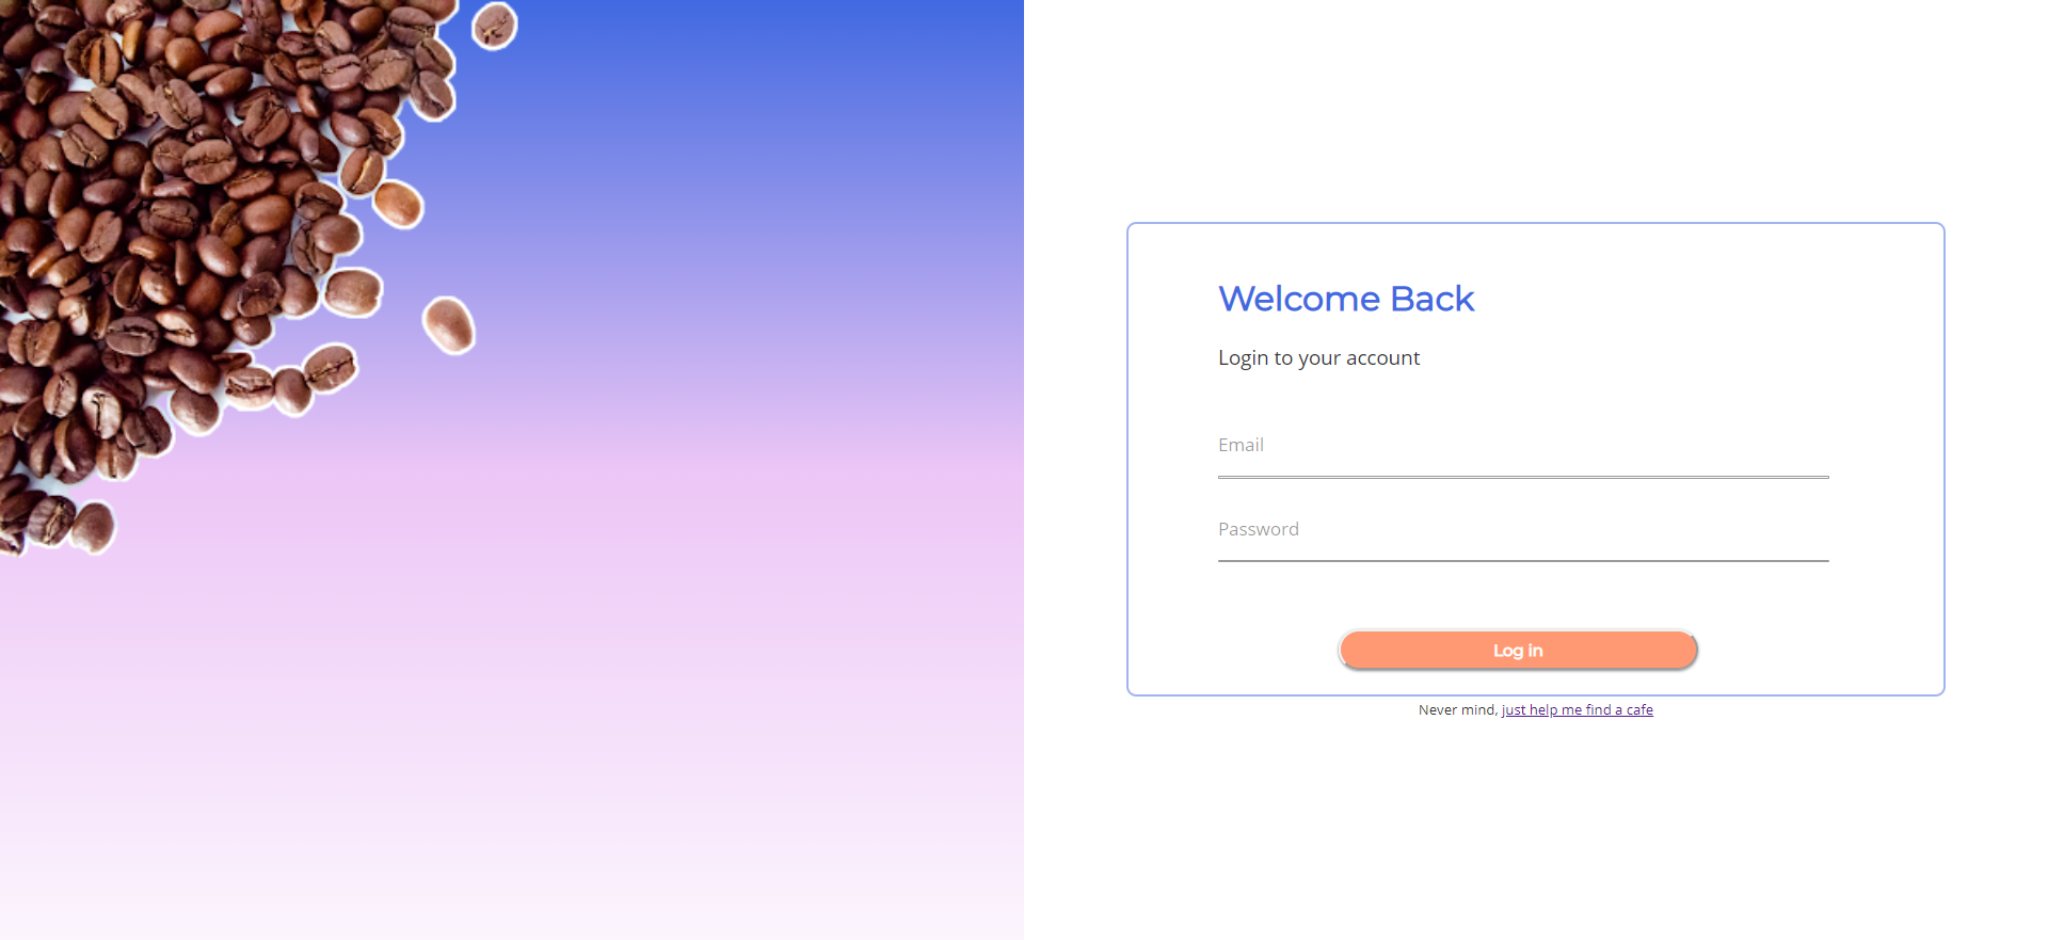 Welcome Back
Login to your account
Email
Password
Log in
Never mind, just help me find a cafe